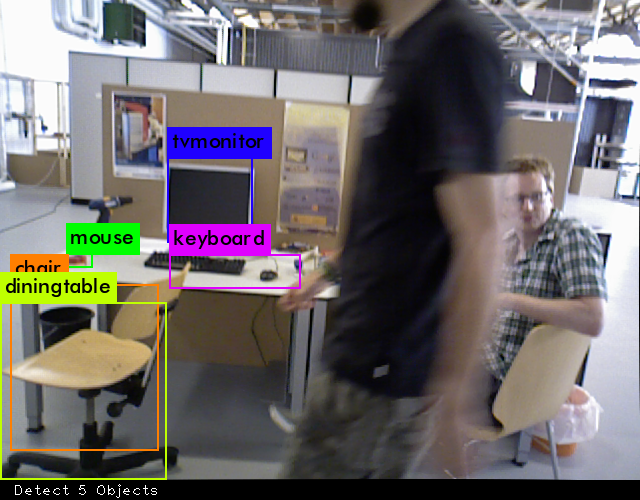 tvmonitor
mouse
keyboard
chair
diningtable
Detect 5 Objects